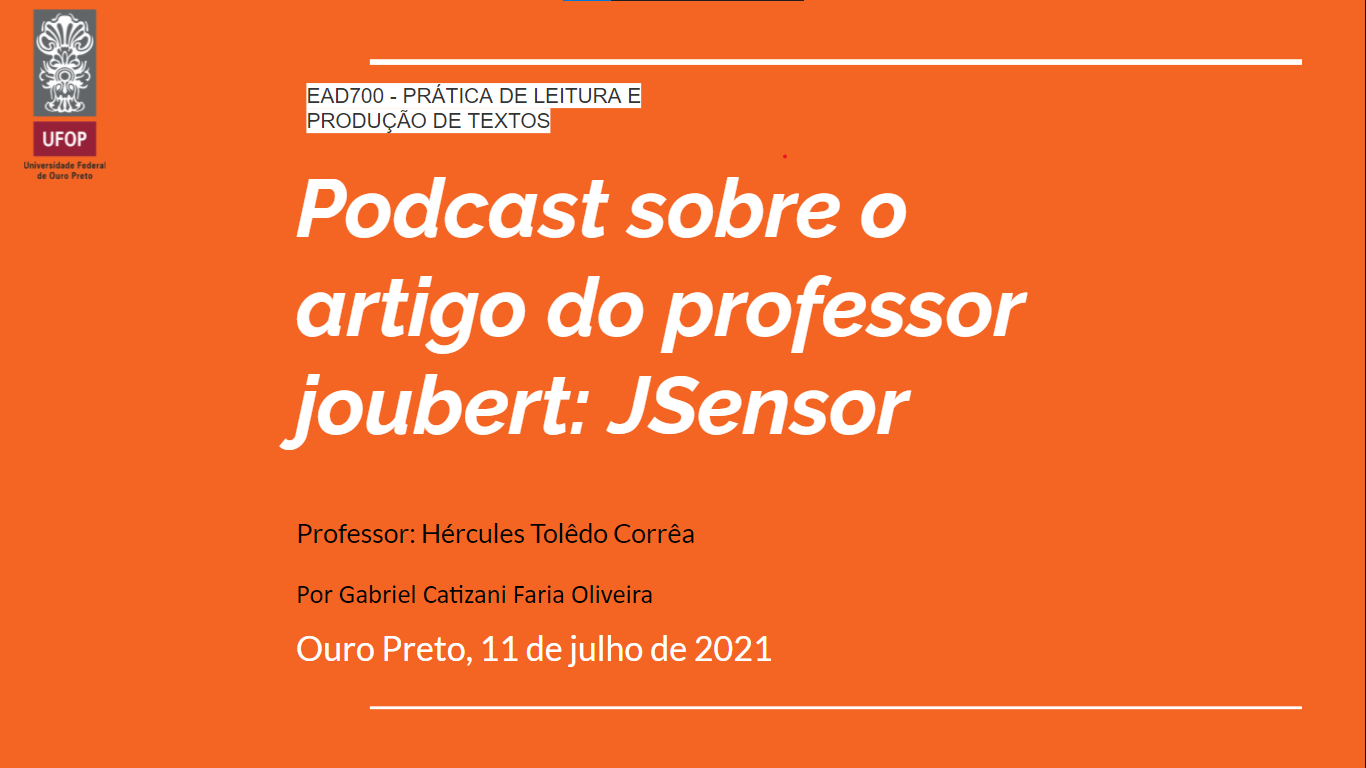 UFOP
Universidade Federal
de Ouro Preto
EAD700 - PRÁTICA DE LEITURA E
PRODUÇÃO DE TEXTOS
Podcast sobre o
artigo do professor
joubert: JSensor
Professor: Hércules Tolêdo Corrêa
Por Gabriel Catizani Faria Oliveira
Ouro Preto, 11 de julho de 2021